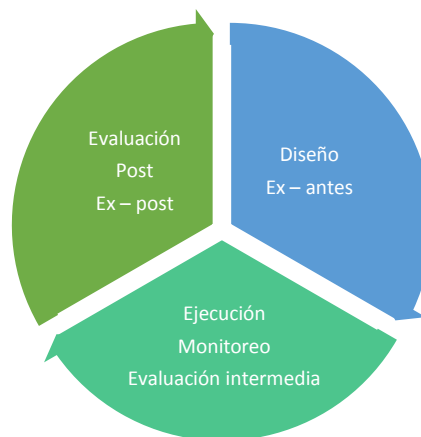 Evaluación
Post
Ex – post
Diseño
Ex – antes
Ejecución
Monitoreo
Evaluación intermedia